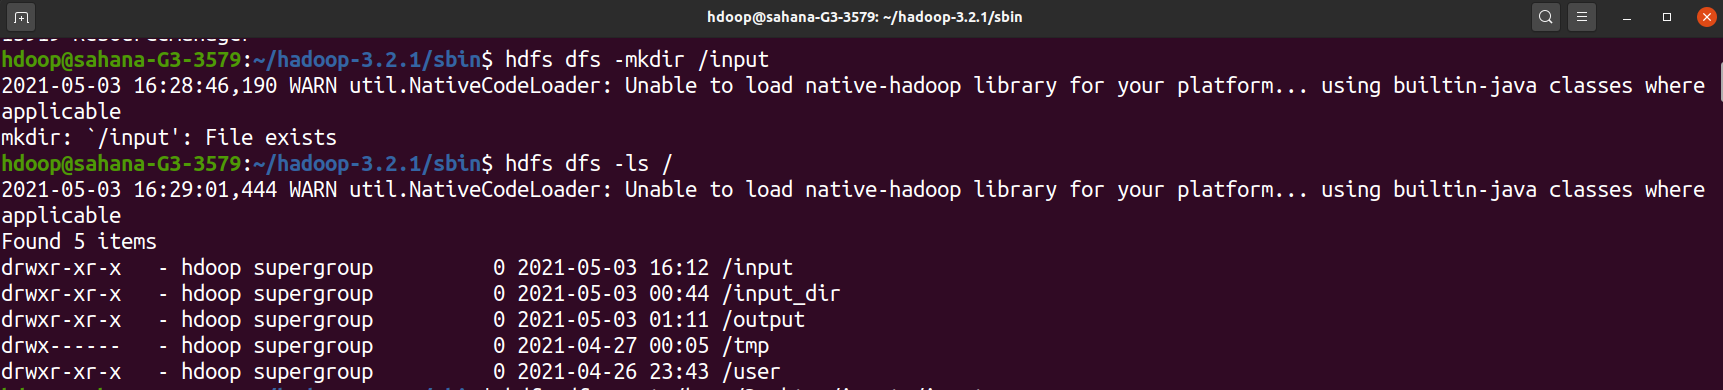 hdoop@sahana-G3-3579: ~/hadoop-3.2.1/sbin
hdoop@sahana-G3-3579:~/hadoop-3.2.1/sbin$ hdfs dfs -mkdir /input
2021-05-03 16:28:46,190 WARN util.NativeCodeLoader: Unable to load native-hadoop library for your platform... using builtin-java classes where
applicable
mkdir: `/input': File exists
hdoop@sahana-G3-3579:~/hadoop-3.2.1/sbin$ hdfs dfs -ls /
2021-05-03 16:29:01,444 WARN util.NativeCodeLoader: Unable to load native-hadoop library for your platform... using builtin-java classes where
applicable
Found 5 items
drwxr-xr-x   - hdoop supergroup          0 2021-05-03 16:12 /input
drwxr-xr-x   - hdoop supergroup          0 2021-05-03 00:44 /input_dir
drwxr-xr-x   - hdoop supergroup          0 2021-05-03 01:11 /output
drwx------   - hdoop supergroup          0 2021-04-27 00:05 /tmp
drwxr-xr-x   - hdoop supergroup          0 2021-04-26 23:43 /user